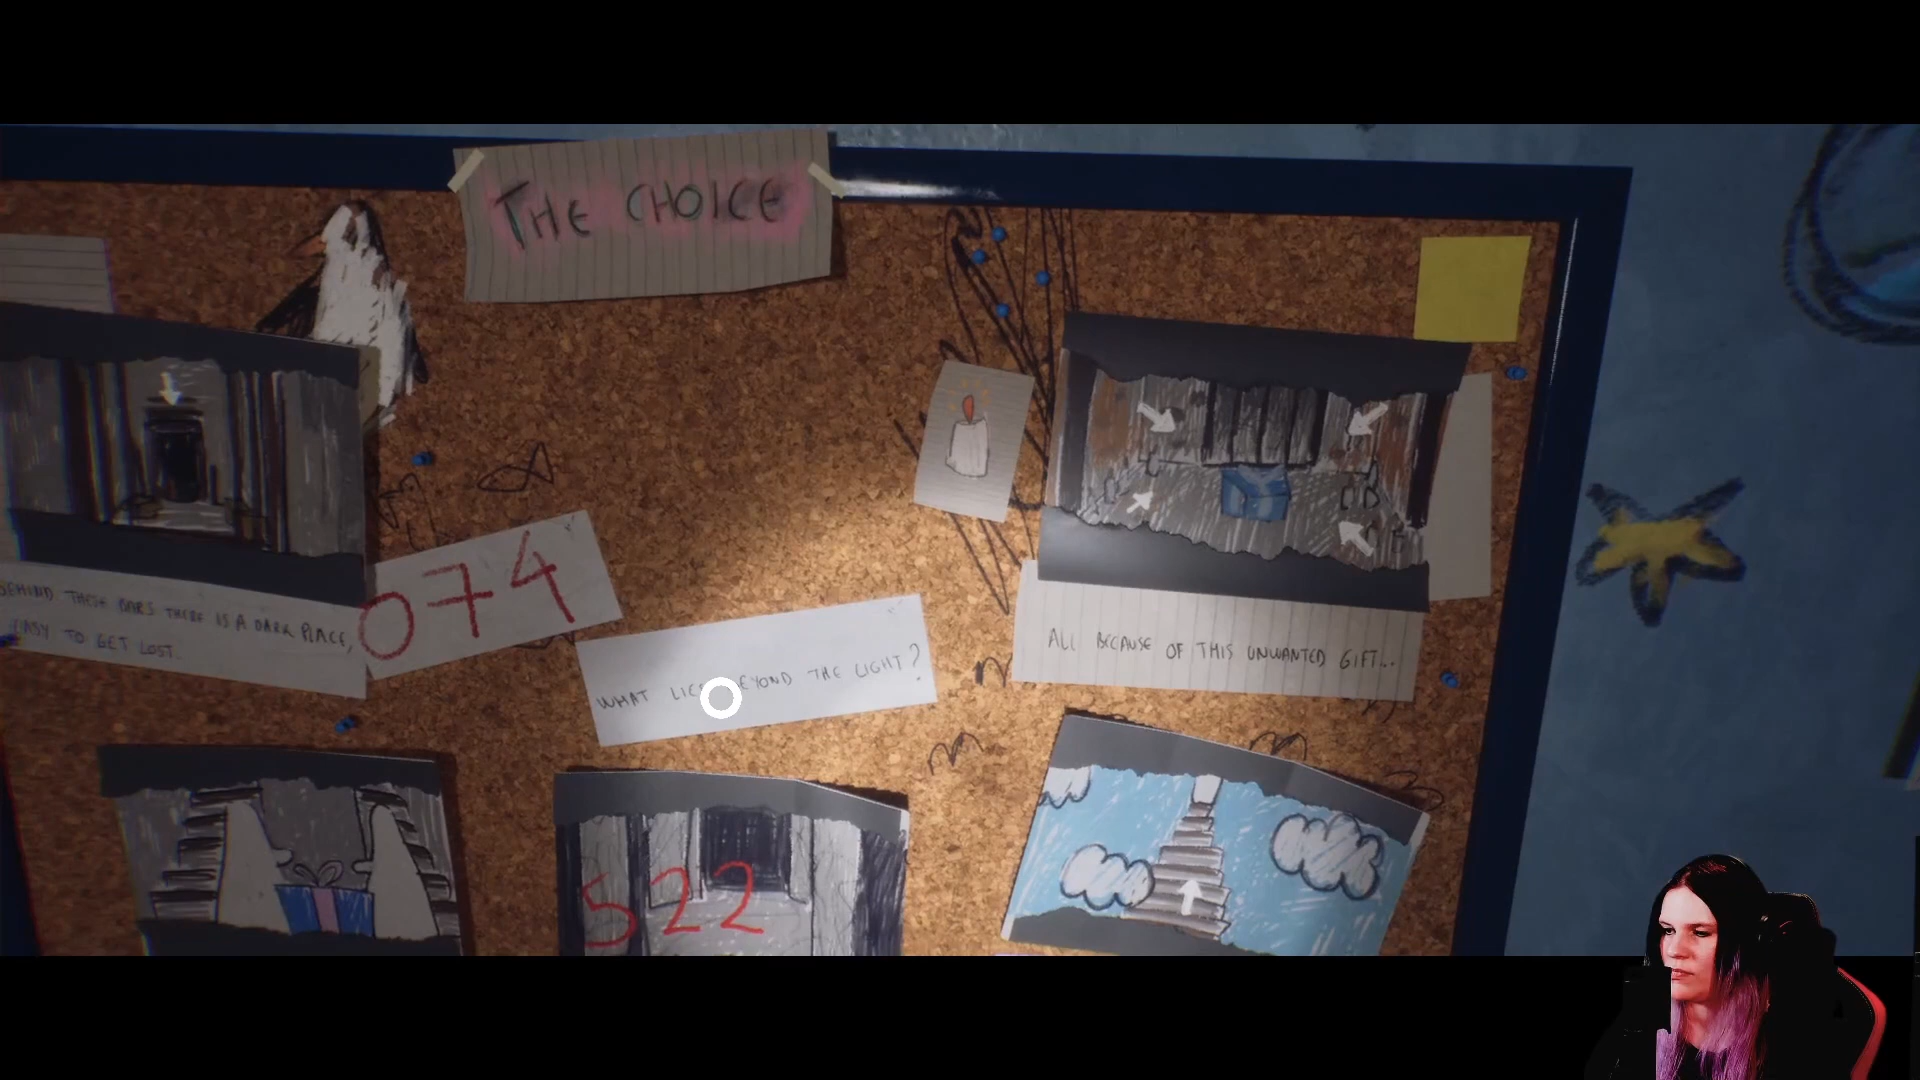 THE CHOICE
BEHIND THESE BARS THERE IS A DARK PLACE,
EASY TO GET LOST.
074
WHAT LIES BEYOND THE LIGHT?
ALL BECAUSE OF THIS UNWANTED GIFT...
522